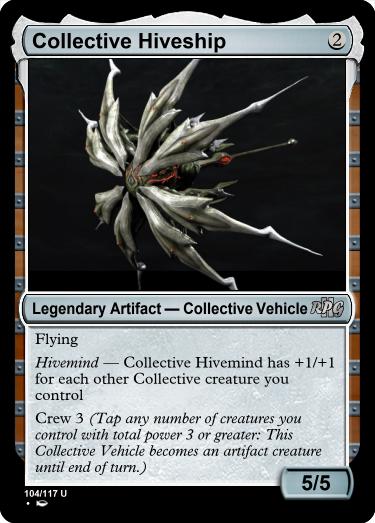 Collective Hiveship 2
Legendary Artifact — Collective Vehicle RPG
Flying
Hivemind — Collective Hivemind has +1/+1
for each other Collective creature you
control
Crew 3 (Tap any number of creatures you
control with total power 3 or greater: This
Collective Vehicle becomes an artifact creature
until end of turn.)
5/5
104/117 U